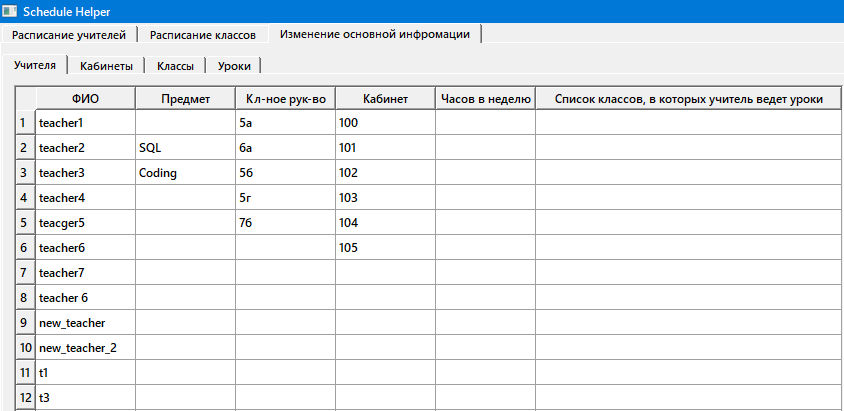 Schedule Helper
Расписание учителей Расписание классов Изменение основной инфромации
Учителя Кабинеты Классы Уроки
ФИО Предмет Кл-ное рук-во Кабинет Часов в неделю Список классов, в которых учитель ведет уроки
1 teacher1 5а 100
2 teacher2 SQL 6а 101
3 teacher3 Coding 5б 102
4 teacher4 5г 103
5 teacger5 7б 104
6 teacher6 105
7 teacher7
8 teacher 6
9 new_teacher
10 new_teacher_2
11 t1
12 t3